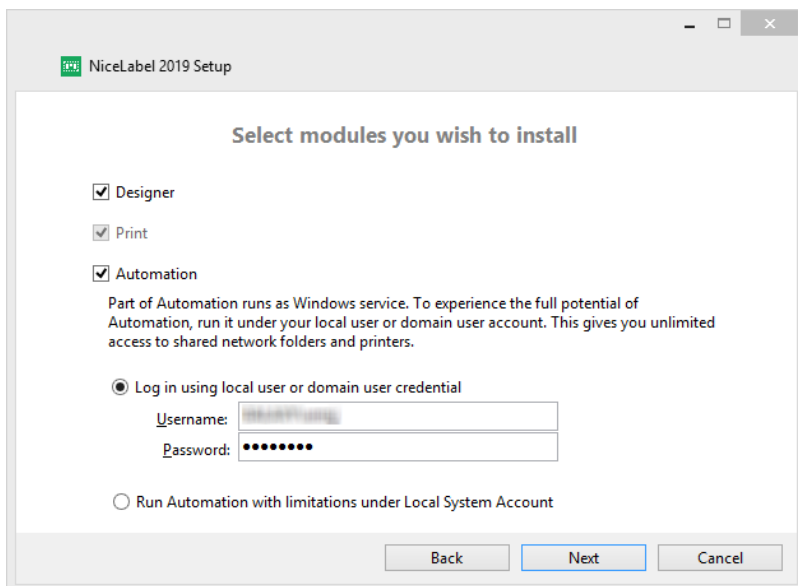 NiceLabel 2019 Setup
Select modules you wish to install
Designer
Print
Automation
Part of Automation runs as Windows service. To experience the full potential of
Automation, run it under your local user or domain user account. This gives you unlimited
access to shared network folders and printers.
Log in using local user or domain user credential
Username:
Password: ●●●●●●●●
Run Automation with limitations under Local System Account
Back Next Cancel